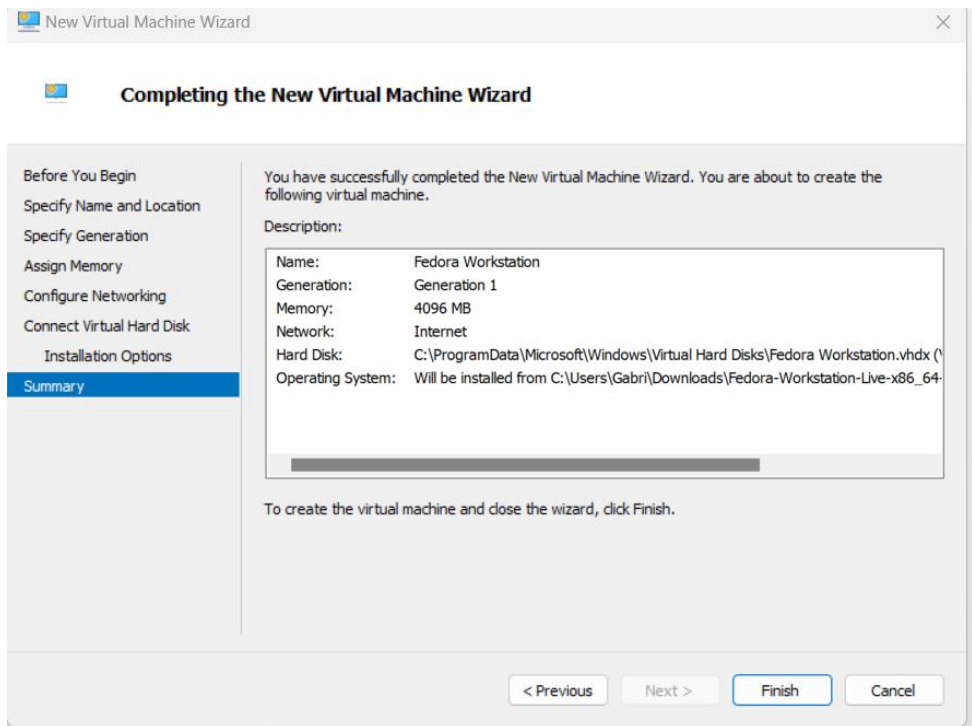 New Virtual Machine Wizard
Completing the New Virtual Machine Wizard
Before You Begin
Specify Name and Location
Specify Generation
Assign Memory
Configure Networking
Connect Virtual Hard Disk
Installation Options
Summary
You have successfully completed the New Virtual Machine Wizard. You are about to create the
following virtual machine.
Description:
Name: Fedora Workstation
Generation: Generation 1
Memory: 4096 MB
Network: Internet
Hard Disk: C:\ProgramData\Microsoft\Windows\Virtual Hard Disks\Fedora Workstation.vhdx (
Operating System: Will be installed from C:\Users\Gabri\Downloads\Fedora-Workstation-Live-x86_64-
To create the virtual machine and close the wizard, click Finish.
< Previous Next > Finish Cancel